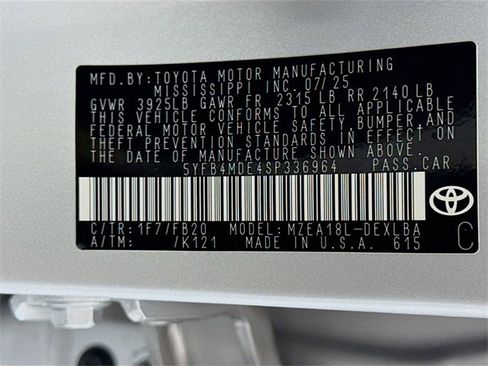 MFD.BY: TOYOTA MOTOR MANUFACTURING
MISSISSIPPI INC. 07/25
GVWR 3925LB GAWR FR 2315 LB RR 2140 LB
THIS VEHICLE CONFORMS TO ALL APPLICABLE
FEDERAL MOTOR VEHICLE SAFETY, BUMPER, AND
THEFT PREVENTION STANDARDS IN EFFECT ON
THE DATE OF MANUFACTURE SHOWN ABOVE.
5YFB4MDE4SP336964 PASS.CAR
C/TR: 1F7/FB20 MODEL: MZEA18L-DEXLBA
A/TM: /K121 MADE IN U.S.A. 615 C